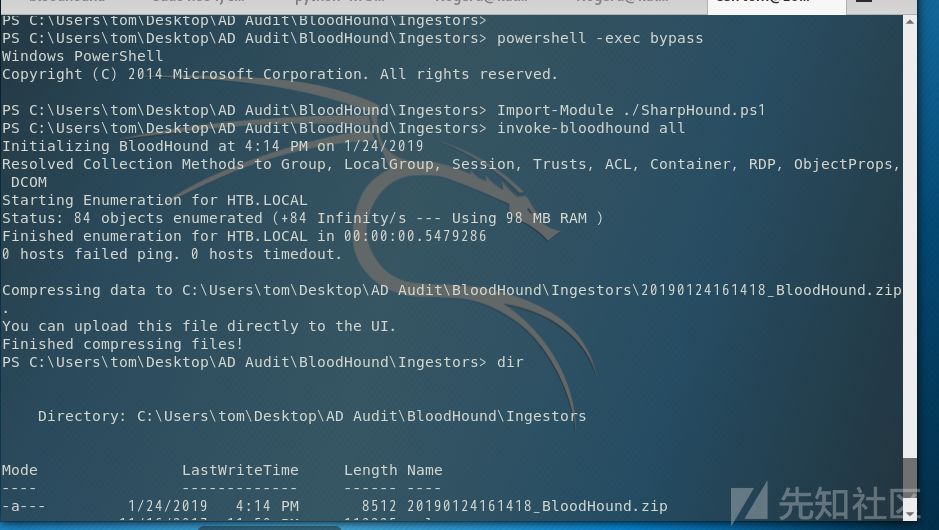 PS C:\Users\tom\Desktop\AD Audit\BloodHound\Ingestors>
PS C:\Users\tom\Desktop\AD Audit\BloodHound\Ingestors> powershell -exec bypass
Windows PowerShell
Copyright (C) 2014 Microsoft Corporation. All rights reserved.
PS C:\Users\tom\Desktop\AD Audit\BloodHound\Ingestors> Import-Module ./SharpHound.ps1
PS C:\Users\tom\Desktop\AD Audit\BloodHound\Ingestors> invoke-bloodhound all
Initializing BloodHound at 4:14 PM on 1/24/2019
Resolved Collection Methods to Group, LocalGroup, Session, Trusts, ACL, Container, RDP, ObjectProps,
DCOM
Starting Enumeration for HTB.LOCAL
Status: 84 objects enumerated (+84 Infinity/s --- Using 98 MB RAM )
Finished enumeration for HTB.LOCAL in 00:00:00.5479286
0 hosts failed ping. 0 hosts timedout.
Compressing data to C:\Users\tom\Desktop\AD Audit\BloodHound\Ingestors\20190124161418_BloodHound.zip
.
You can upload this file directly to the UI.
Finished compressing files!
PS C:\Users\tom\Desktop\AD Audit\BloodHound\Ingestors> dir
Directory: C:\Users\tom\Desktop\AD Audit\BloodHound\Ingestors
Mode LastWriteTime Length Name
---- ------------- ------ ----
-a--- 1/24/2019 4:14 PM 8512 20190124161418_BloodHound.zip
先知社区